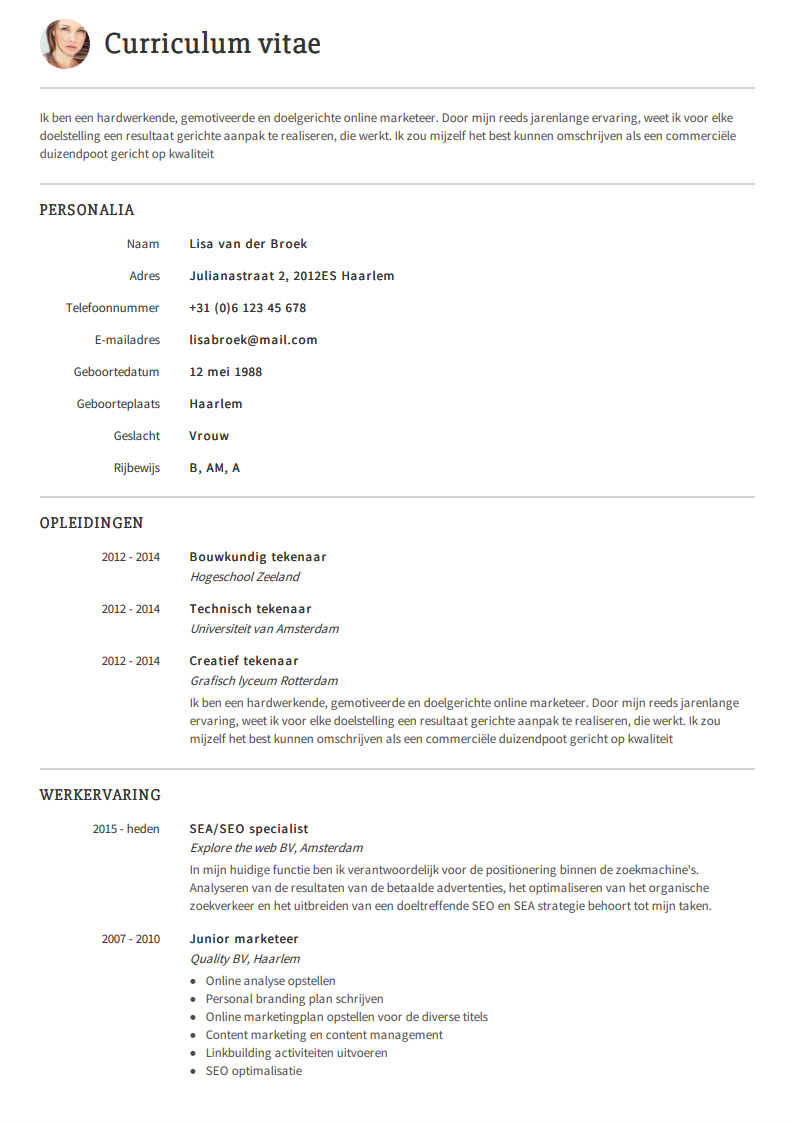 Curriculum vitae
Ik ben een hardwerkende, gemotiveerde en doelgerichte online marketeer. Door mijn reeds jarenlange ervaring, weet ik voor elke
doelstelling een resultaat gerichte aanpak te realiseren, die werkt. Ik zou mijzelf het best kunnen omschrijven als een commerciële
duizendpoot gericht op kwaliteit
PERSONALIA
Naam Lisa van der Broek
Adres Julianastraat 2, 2012ES Haarlem
Telefoonnummer +31 (0)6 123 45 678
E-mailadres lisabroek@mail.com
Geboortedatum 12 mei 1988
Geboorteplaats Haarlem
Geslacht Vrouw
Rijbewijs B, AM, A
OPLEIDINGEN
2012 - 2014 Bouwkundig tekenaar
Hogeschool Zeeland
2012 - 2014 Technisch tekenaar
Universiteit van Amsterdam
2012 - 2014 Creatief tekenaar
Grafisch lyceum Rotterdam
Ik ben een hardwerkende, gemotiveerde en doelgerichte online marketeer. Door mijn reeds jarenlange
ervaring, weet ik voor elke doelstelling een resultaat gerichte aanpak te realiseren, die werkt. Ik zou
mijzelf het best kunnen omschrijven als een commerciële duizendpoot gericht op kwaliteit
WERKERVARING
2015 - heden SEA/SEO specialist
Explore the web BV, Amsterdam
In mijn huidige functie ben ik verantwoordelijk voor de positionering binnen de zoekmachine's.
Analyseren van de resultaten van de betaalde advertenties, het optimaliseren van het organische
zoekverkeer en het uitbreiden van een doeltreffende SEO en SEA strategie behoort tot mijn taken.
2007 - 2010 Junior marketeer
Quality BV, Haarlem
• Online analyse opstellen
• Personal branding plan schrijven
• Online marketingplan opstellen voor de diverse titels
• Content marketing en content management
• Linkbuilding activiteiten uitvoeren
• SEO optimalisatie